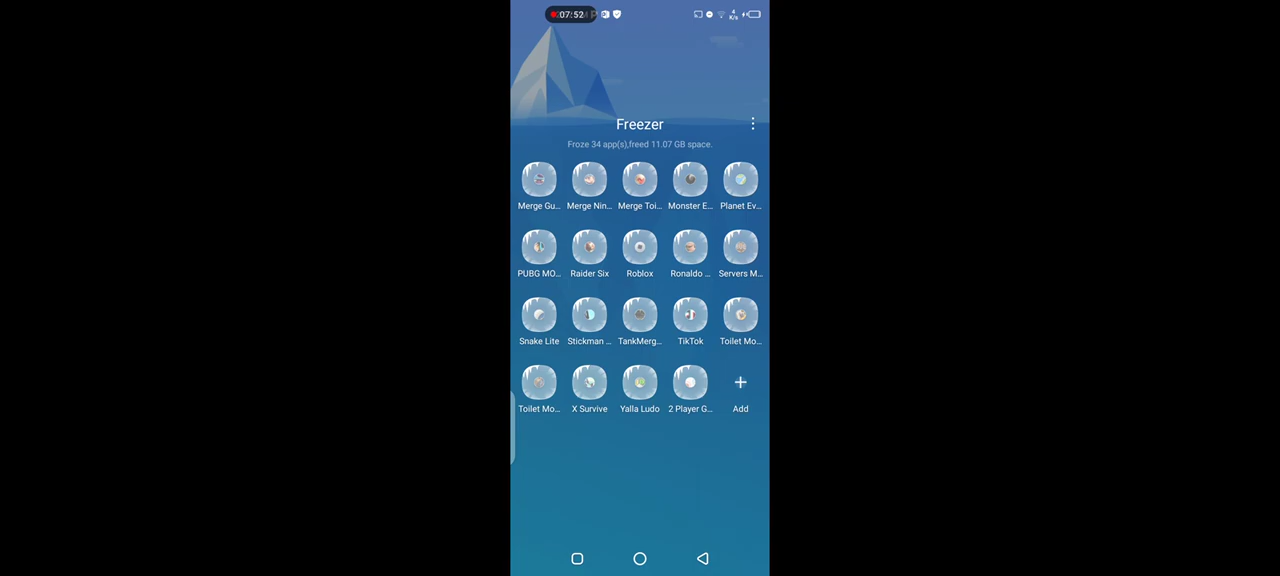 07:52
4
K/s
Freezer
Froze 34 app(s),freed 11.07 GB space.
Merge Gu... Merge Nin... Merge Toi... Monster E... Planet Ev...
PUBG MO... Raider Six Roblox Ronaldo ... Servers M...
Snake Lite Stickman ... TankMerg... TikTok Toilet Mo...
Toilet Mo... X Survive Yalla Ludo 2 Player G... Add